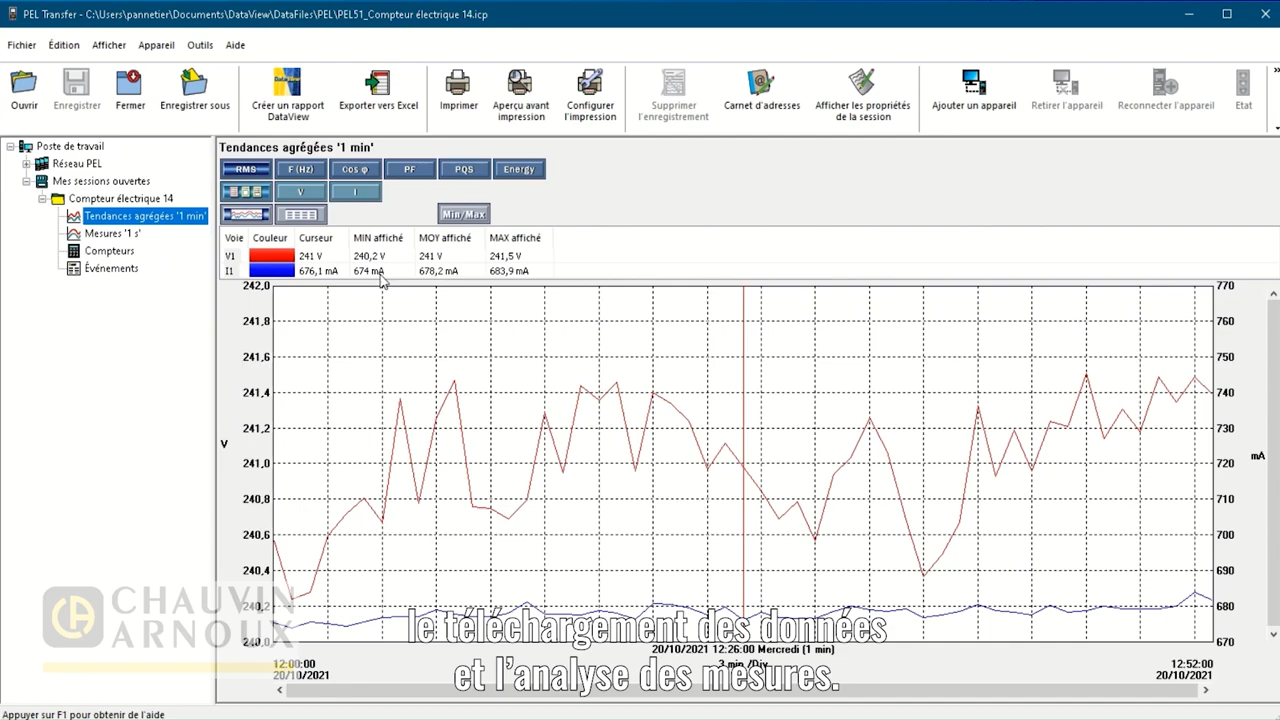 PEL Transfer - C:\Users\pannetier\Documents\DataView\DataFiles\PEL\PEL51_Compteur électrique 14.icp
Fichier Édition Afficher Appareil Outils Aide
Ouvrir Enregistrer Fermer Enregistrer sous Créer un rapport DataView Exporter vers Excel Imprimer Aperçu avant impression Configurer l'impression Supprimer l'enregistrement Carnet d'adresses Afficher les propriétés de la session Ajouter un appareil Retirer l'appareil Reconnecter l'appareil Etat
Poste de travail
Réseau PEL
Mes sessions ouvertes
Compteur électrique 14
Tendances agrégées '1 min'
Mesures '1 s'
Compteurs
Événements
Tendances agrégées '1 min'
RMS F (Hz) Cos φ PF PQS Energy
V I
Min/Max
Voie Couleur Curseur MIN affiché MOY affiché MAX affiché
V1 241 V 240,2 V 241 V 241,5 V
I1 676,1 mA 674 mA 678,2 mA 683,9 mA
242,0 770
241,8 760
241,6 750
241,4 740
241,2 730
V mA
241,0 720
240,8 710
240,6 700
240,4 690
240,2 680
240,0 670
CHAUVIN
ARNOUX
le téléchargement des données
et l'analyse des mesures.
20/10/2021 12:26:00 Mercredi (1 min)
12:00:00 3 min /Div 12:52:00
20/10/2021 20/10/2021
Appuyer sur F1 pour obtenir de l'aide